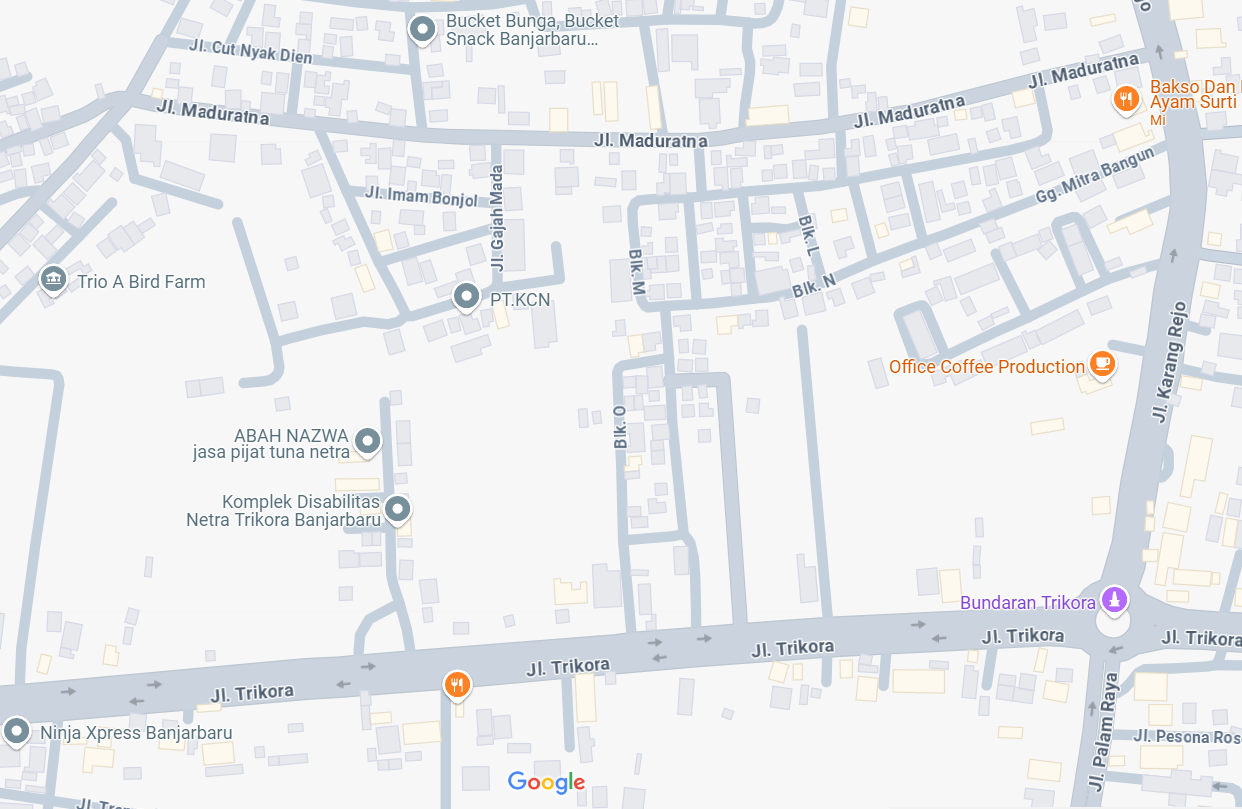 Bucket Bunga, Bucket
Snack Banjarbaru...
Jl. Cut Nyak Dien
Jl. Maduratna
Jl. Maduratna
Jl. Maduratna
Jl. Maduratna
Bakso Dan
Ayam Surti
Mi
Jl. Imam Bonjol
Jl. Gajah Mada
Gg. Mitra Bangun
Blk. L
Blk. M
Blk. N
Trio A Bird Farm
PT.KCN
Jl. Karang Rejo
Office Coffee Production
Blk. O
ABAH NAZWA
jasa pijat tuna netra
Komplek Disabilitas
Netra Trikora Banjarbaru
Bundaran Trikora
Jl. Trikora
Jl. Trikora
Jl. Trikora
Jl. Trikora
Jl. Trikora
Jl. Palam Raya
Ninja Xpress Banjarbaru
Jl. Pesona Ros
Google